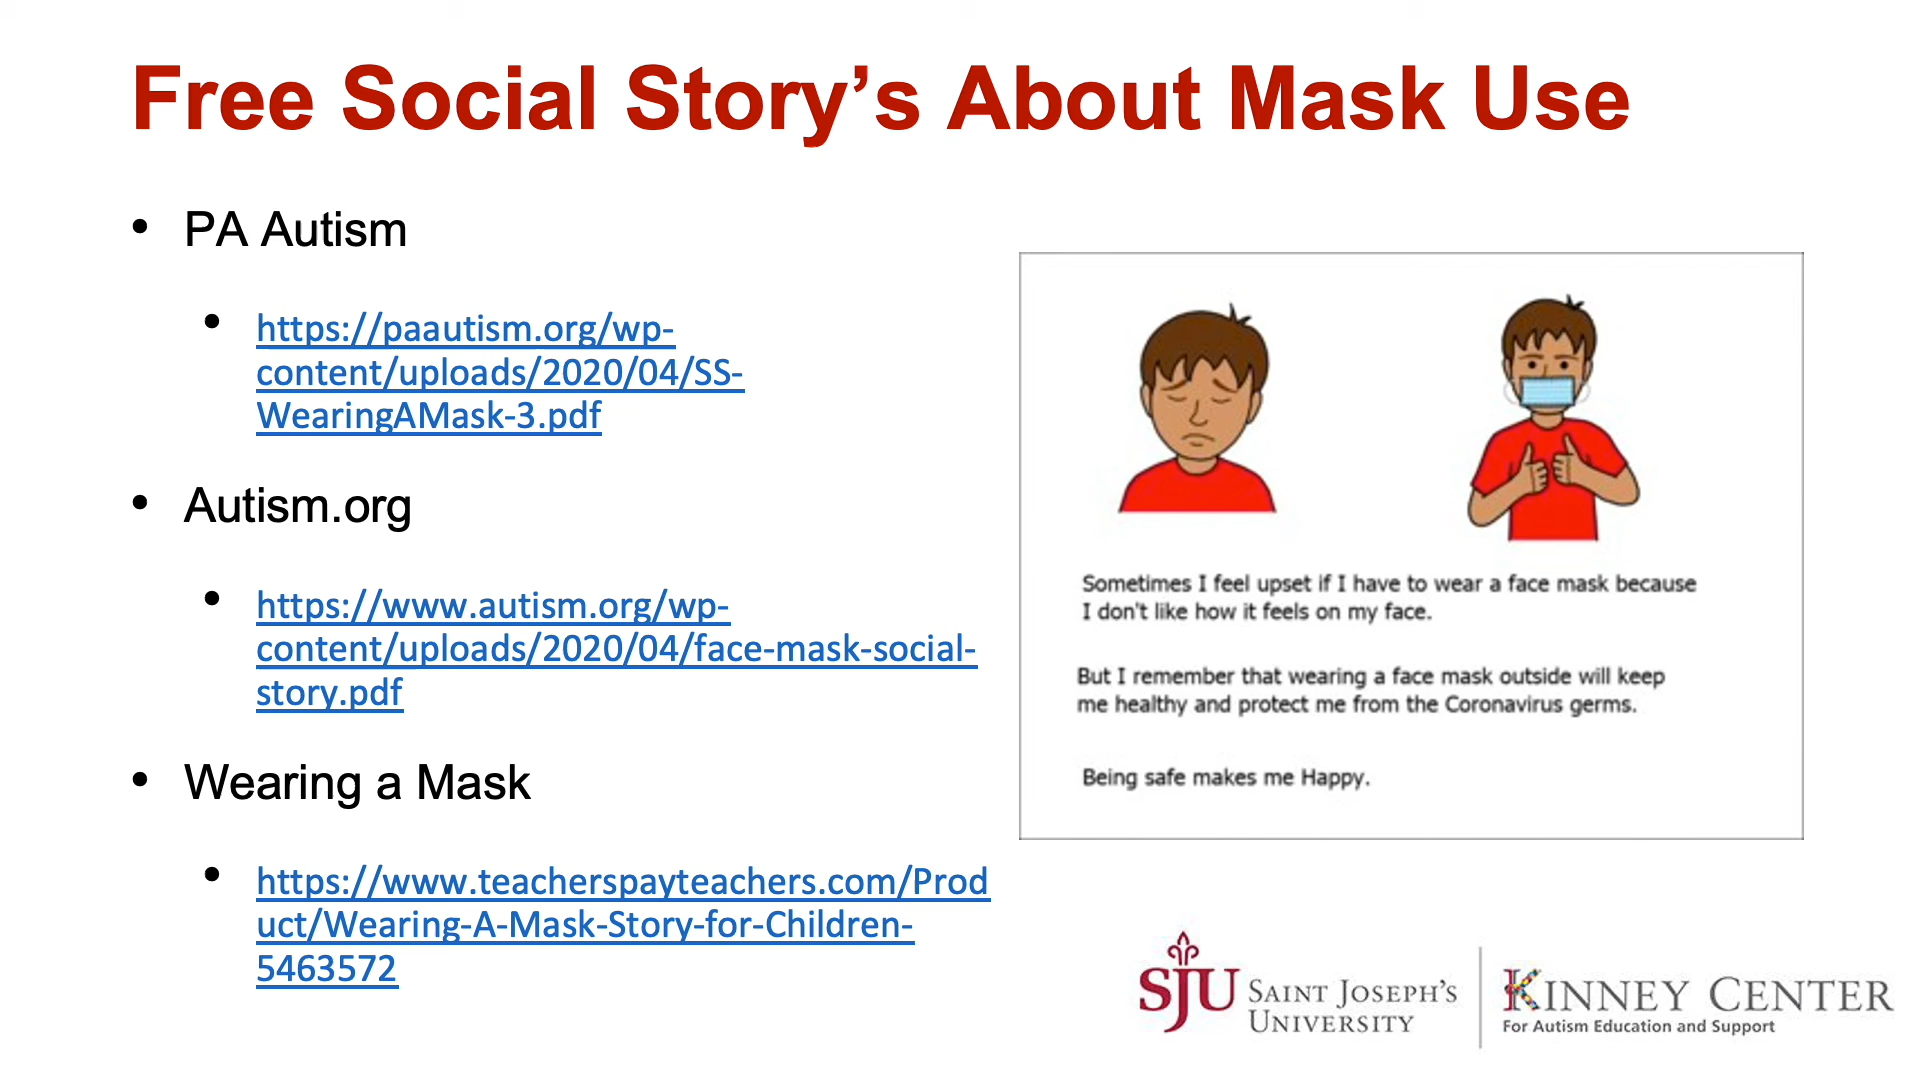 Free Social Story’s About Mask Use
• PA Autism
• https://paautism.org/wp-
content/uploads/2020/04/SS-
WearingAMask-3.pdf
• Autism.org
• https://www.autism.org/wp-
content/uploads/2020/04/face-mask-social-
story.pdf
• Wearing a Mask
• https://www.teacherspayteachers.com/Prod
uct/Wearing-A-Mask-Story-for-Children-
5463572
Sometimes I feel upset if I have to wear a face mask because
I don't like how it feels on my face.
But I remember that wearing a face mask outside will keep
me healthy and protect me from the Coronavirus germs.
Being safe makes me Happy.
SJU SAINT JOSEPH'S
UNIVERSITY
KINNEY CENTER
For Autism Education and Support